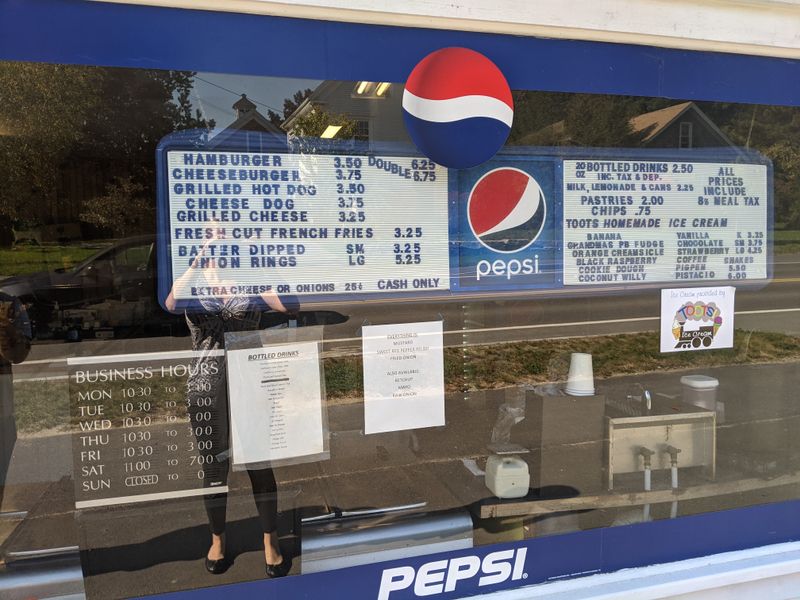 HAMBURGER 3.50 DOUBLE 6.25
CHEESEBURGER 3.75 6.75
GRILLED HOT DOG 3.50
CHEESE DOG 3.75
GRILLED CHEESE 3.25
FRESH CUT FRENCH FRIES 3.25
BATTER DIPPED SM 3.25
ONION RINGS LG 5.25
EXTRA CHEESE OR ONIONS 25¢ CASH ONLY
pepsi
20 OZ BOTTLED DRINKS 2.50
INC. TAX & DEP.
MILK, LEMONADE & CANS 2.25
PASTRIES 2.00
CHIPS .75
ALL
PRICES
INCLUDE
8% MEAL TAX
TOOTS HOMEMADE ICE CREAM
BANANA
GRANDMAS PB FUDGE
ORANGE CREAMSICLE
BLACK RASPBERRY
COOKIE DOUGH
COCONUT WILLY
VANILLA
CHOCOLATE
STRAWBERRY
COFFEE
PIGPEN
PISTACIO
K 3.25
SM 3.75
LG 4.25
SHAKES
5.50
6.00
Ice Cream provided by
TOOTS
Ice Cream
BUSINESS HOURS
MON 10:30 TO
TUE 10:30 TO
WED 10:30 TO 3:00
THU 10:30 TO 3:00
FRI 10:30 TO 3:00
SAT 11:00 TO 7:00
SUN CLOSED TO
BOTTLED DRINKS
EVERYTHING IS
MUSTARD
SWEET RED PEPPER RELISH
FRIED ONION
ALSO AVAILABLE
KETCHUP
MAYO
RAW ONION
PEPSI